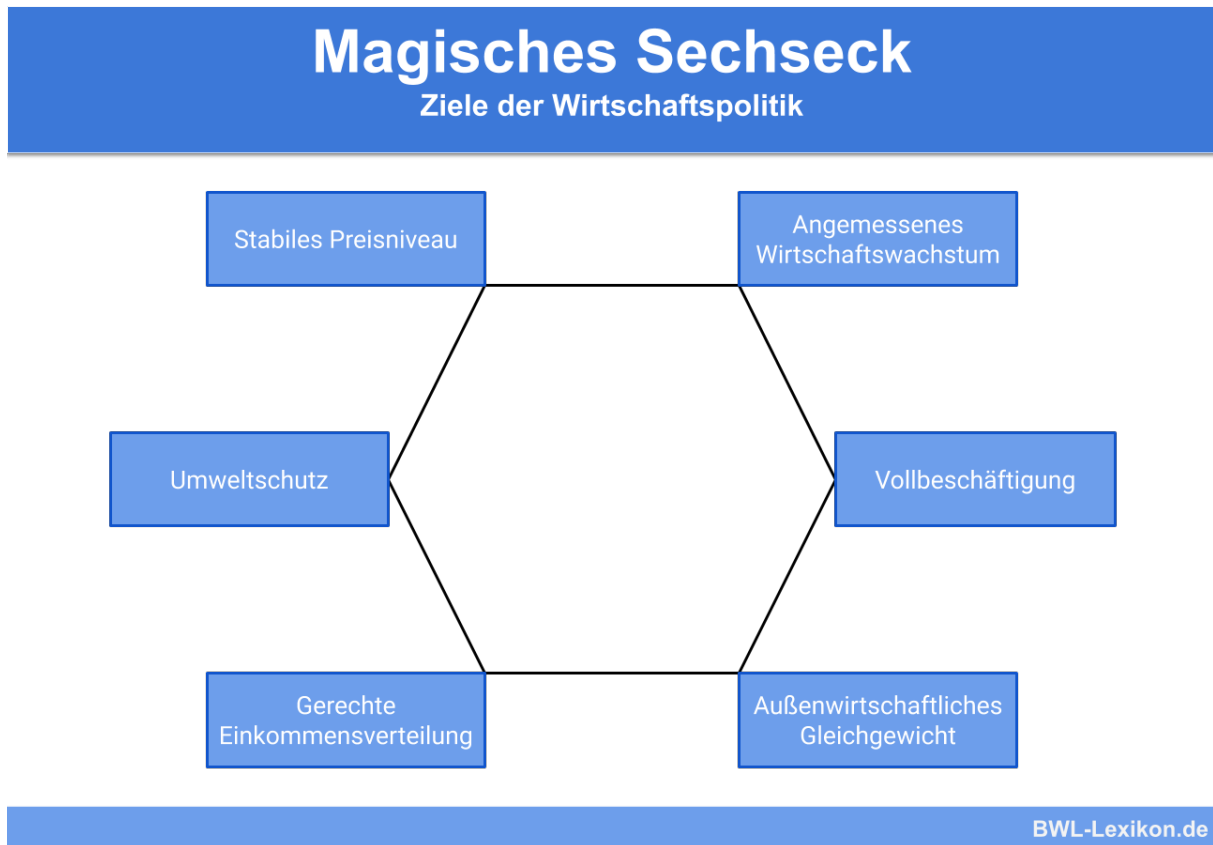 Magisches Sechseck
Ziele der Wirtschaftspolitik
Stabiles Preisniveau
Angemessenes
Wirtschaftswachstum
Umweltschutz
Vollbeschäftigung
Gerechte
Einkommensverteilung
Außenwirtschaftliches
Gleichgewicht
BWL-Lexikon.de